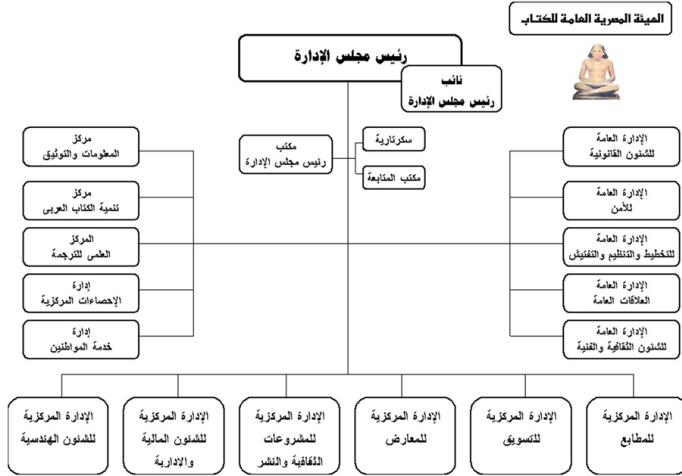 الهيئة المصرية العامة للكتاب
رئيس مجلس الإدارة
نائب
رئيس مجلس الإدارة
سكرتارية
مكتب
رئيس مجلس الإدارة
مكتب المتابعة
الإدارة العامة
للشئون القانونية
الإدارة العامة
للأمن
الإدارة العامة
للتخطيط والتنظيم والتفتيش
الإدارة العامة
العلاقات العامة
الإدارة العامة
للشئون الثقافية والفنية
مركز
المعلومات والتوثيق
مركز
تنمية الكتاب العربى
المركز
العلمى للترجمة
إدارة
الإحصاءات المركزية
إدارة
خدمة المواطنين
الإدارة المركزية
للمطابع
الإدارة المركزية
للتسويق
الإدارة المركزية
للمعارض
الإدارة المركزية
للمشروعات
الثقافية والنشر
الإدارة المركزية
للشئون المالية
والإدارية
الإدارة المركزية
للشئون الهندسية